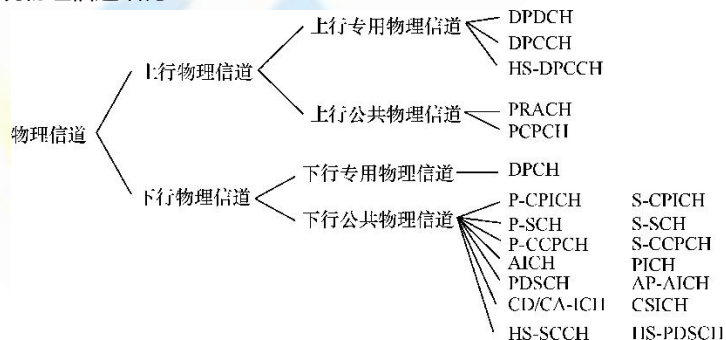 上行专用物理信道
DPDCH
DPCCH
HS-DPCCH
上行物理信道
上行公共物理信道
PRACH
PCPCH
物理信道
下行专用物理信道
DPCH
下行物理信道
下行公共物理信道
P-CPICH S-CPICH
P-SCH S-SCH
P-CCPCH S-CCPCH
AICH PICH
PDSCH AP-AICH
CD/CA-ICH CSICH
HS-SCCH HS-PDSCH